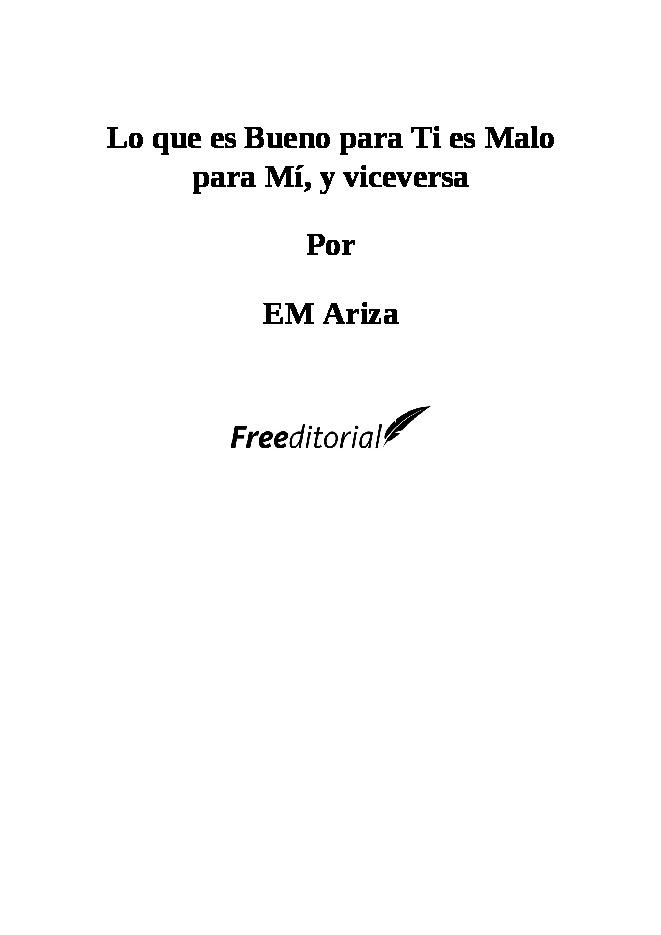 Lo que es Bueno para Ti es Malo
para Mí, y viceversa
Por
EM Ariza
Freeditorial